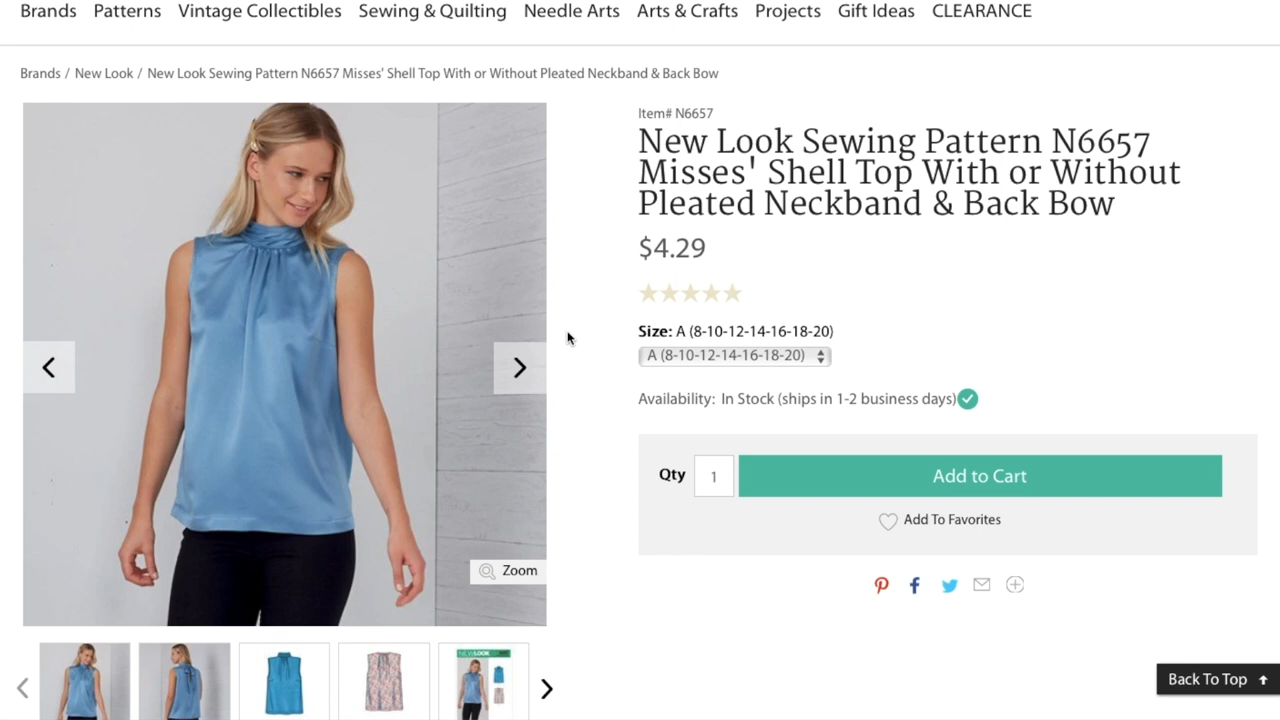 Brands Patterns Vintage Collectibles Sewing & Quilting Needle Arts Arts & Crafts Projects Gift Ideas CLEARANCE
Brands / New Look / New Look Sewing Pattern N6657 Misses' Shell Top With or Without Pleated Neckband & Back Bow
Item# N6657
New Look Sewing Pattern N6657
Misses' Shell Top With or Without
Pleated Neckband & Back Bow
$4.29
Size: A (8-10-12-14-16-18-20)
A (8-10-12-14-16-18-20)
Availability: In Stock (ships in 1-2 business days)
Qty 1 Add to Cart
Add To Favorites
Zoom
NEW LOOK
Back To Top